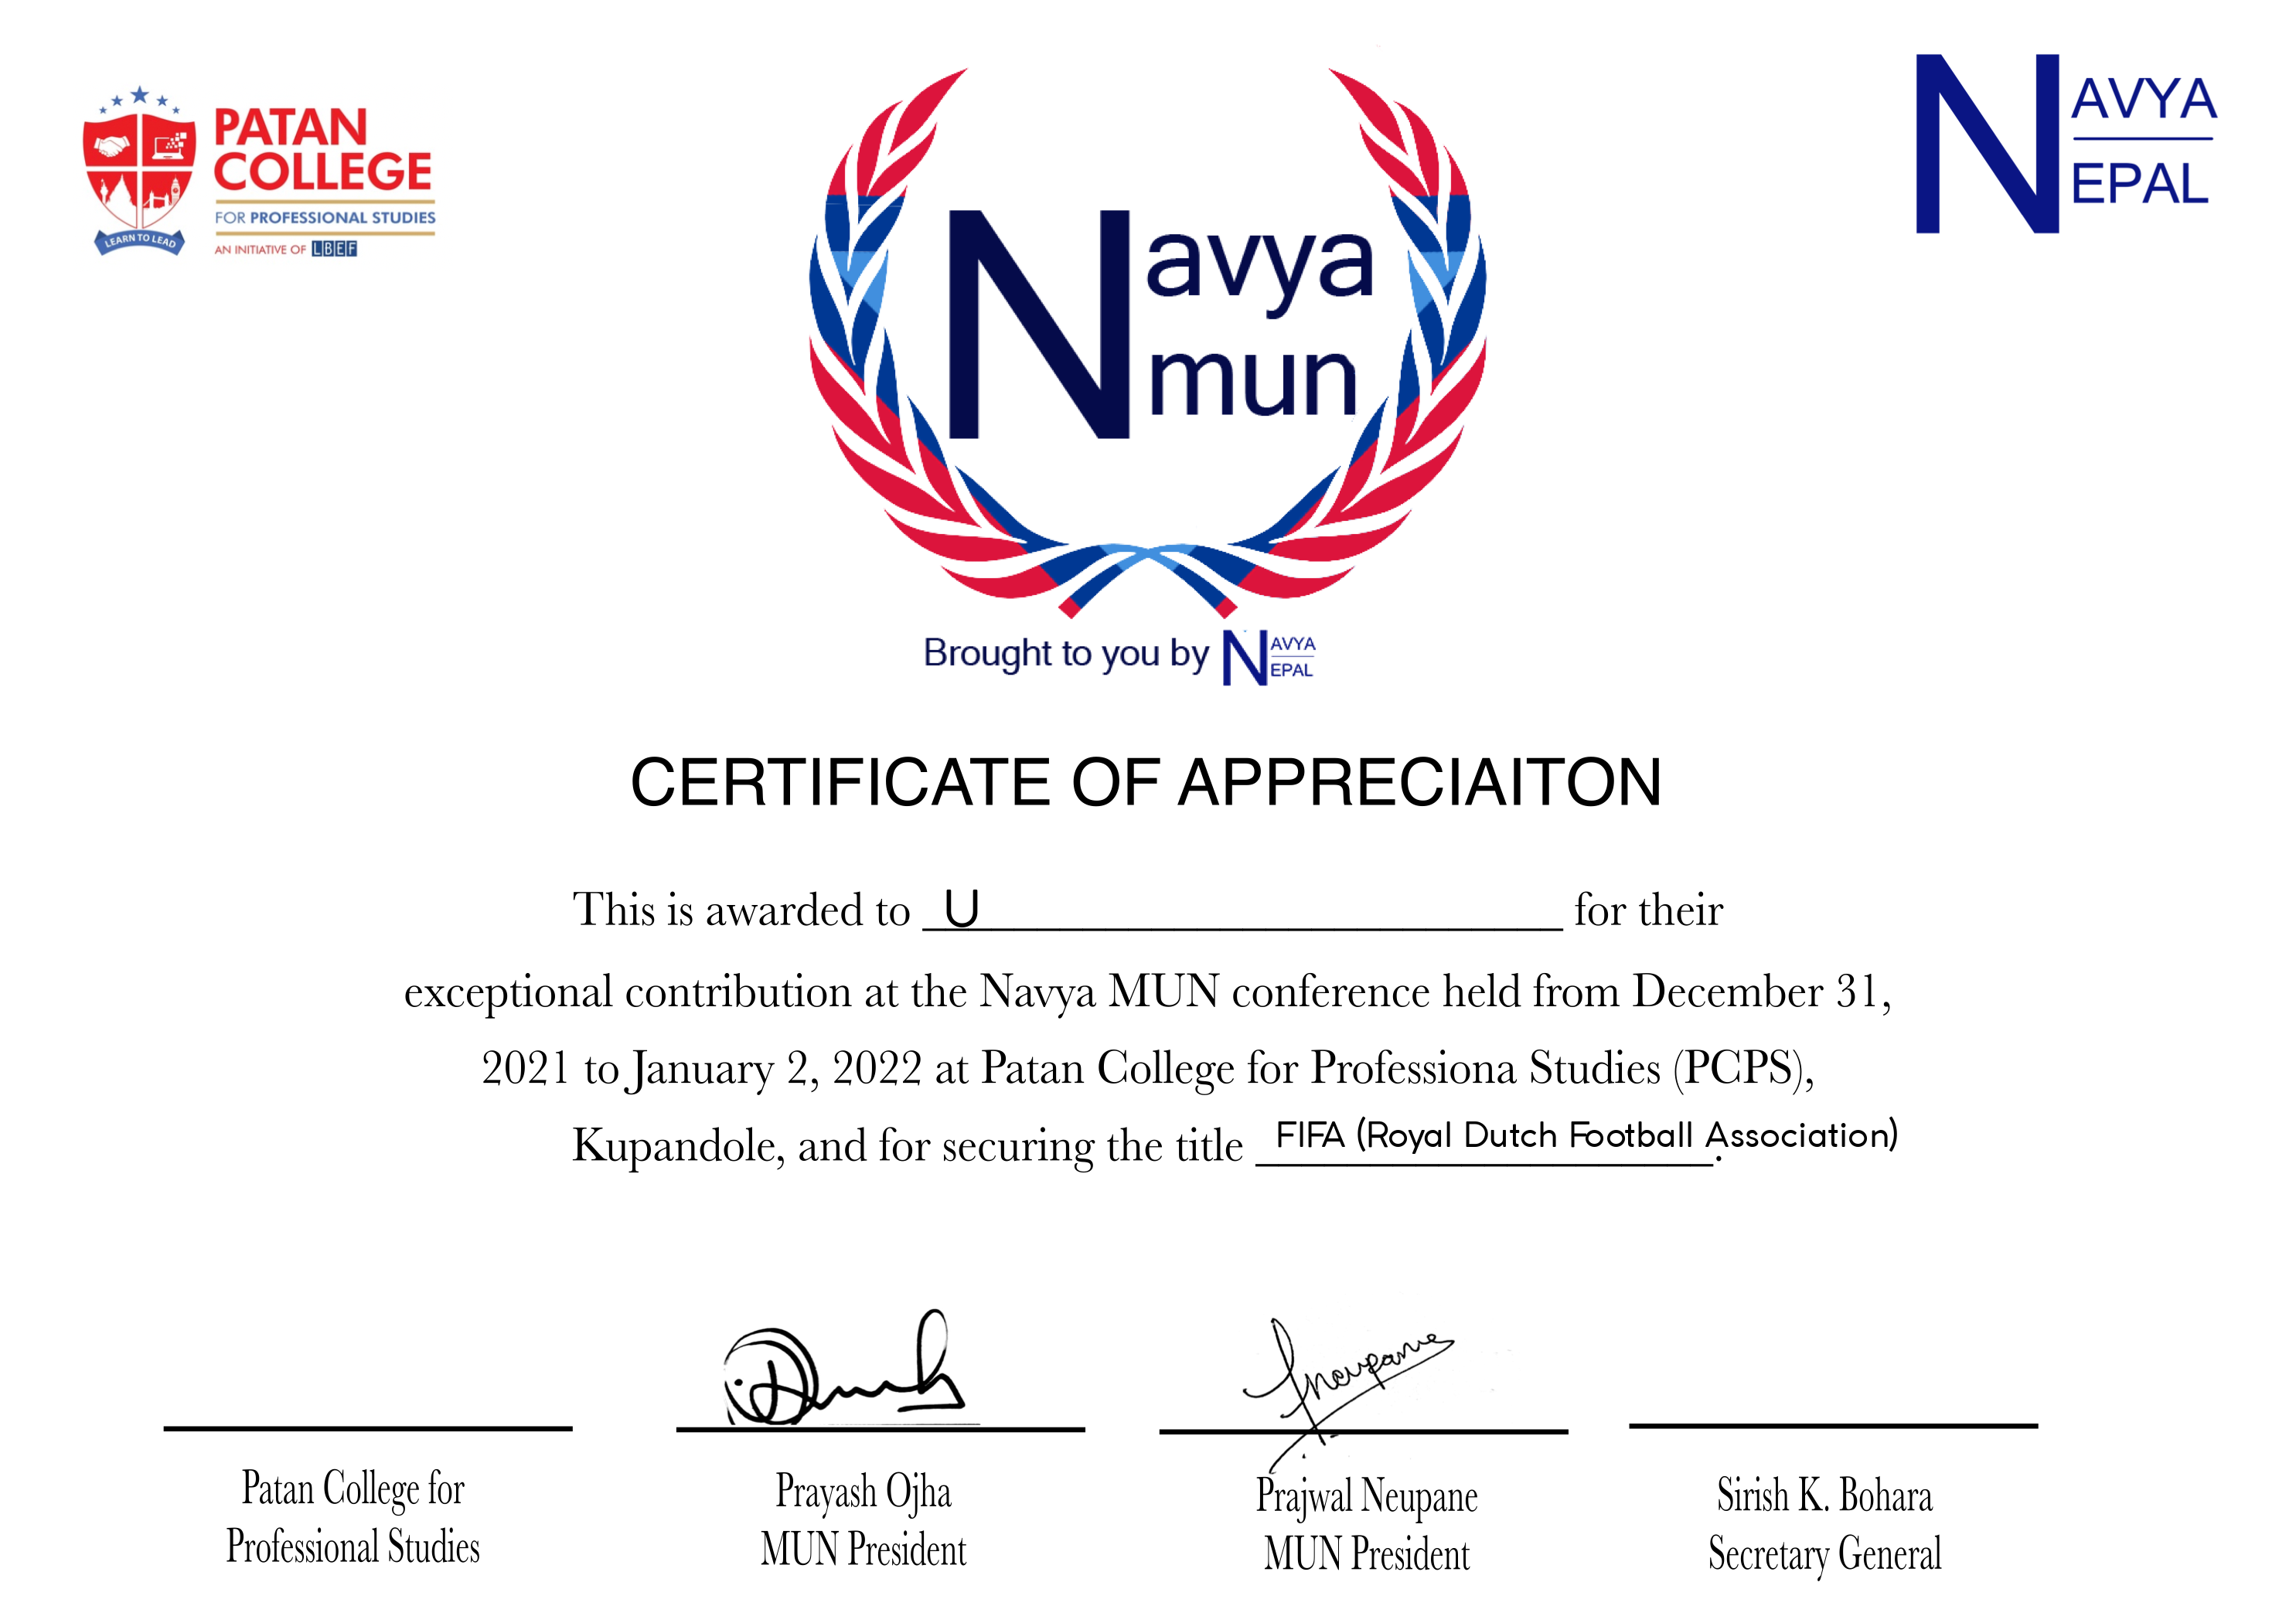 PATAN
COLLEGE
FOR PROFESSIONAL STUDIES
AN INITIATIVE OF LBEF
LEARN TO LEAD
Navya
mun
NAVYA
NEPAL
Brought to you by NAVYA NEPAL
CERTIFICATE OF APPRECIAITON
This is awarded to U for their
exceptional contribution at the Navya MUN conference held from December 31,
2021 to January 2, 2022 at Patan College for Professiona Studies (PCPS),
Kupandole, and for securing the title FIFA (Royal Dutch Football Association).
Neupane
Patan College for
Professional Studies
Prayash Ojha
MUN President
Prajwal Neupane
MUN President
Sirish K. Bohara
Secretary General